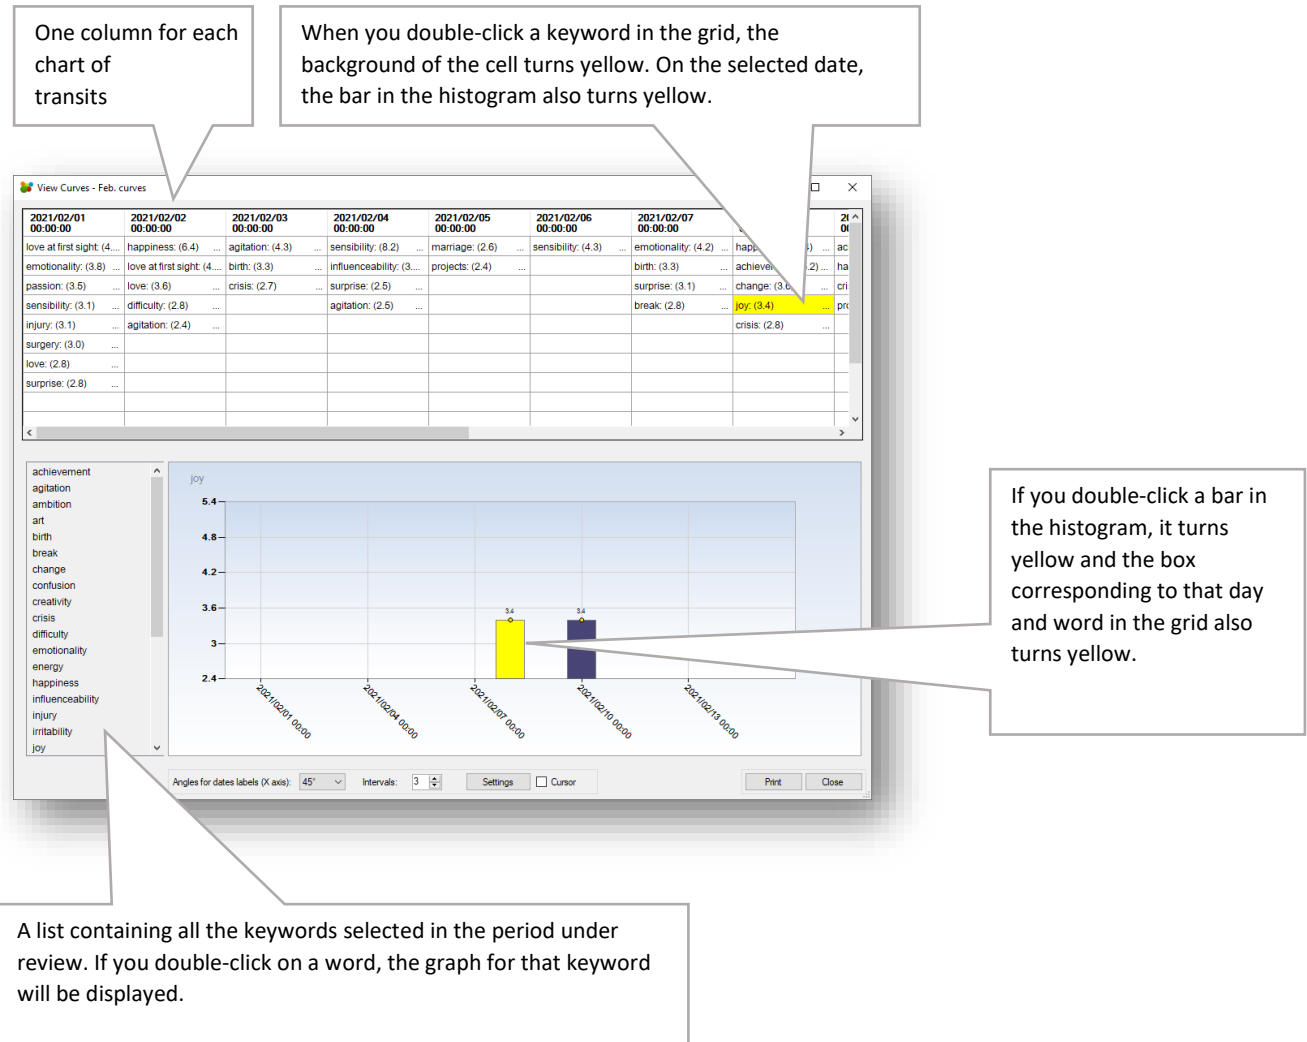 One column for each
chart of
transits
When you double-click a keyword in the grid, the
background of the cell turns yellow. On the selected date,
the bar in the histogram also turns yellow.
View Curves - Feb. curves
2021/02/01 2021/02/02 2021/02/03 2021/02/04 2021/02/05 2021/02/06 2021/02/07
00:00:00 00:00:00 00:00:00 00:00:00 00:00:00 00:00:00 00:00:00
love at first sight: (4... happiness: (6.4) ... agitation: (4.3) ... sensibility: (8.2) ... marriage: (2.6) ... sensibility: (4.3) ... emotionality: (4.2) ...
emotionality: (3.8) ... love at first sight: (4... birth: (3.3) ... influenceability: (3... projects: (2.4) ... birth: (3.3) ...
passion: (3.5) ... love: (3.6) ... crisis: (2.7) ... surprise: (2.5) ... surprise: (3.1) ... change: (3.6
sensibility: (3.1) ... difficulty: (2.8) ... agitation: (2.5) ... break: (2.8) ... joy: (3.4) ...
injury: (3.1) ... agitation: (2.4) ... crisis: (2.8) ...
surgery: (3.0) ...
love: (2.8) ...
surprise: (2.8) ...
achievement
agitation
ambition
art
birth
break
change
confusion
creativity
crisis
difficulty
emotionality
energy
happiness
influenceability
injury
irritability
joy
joy
5.4
4.8
4.2
3.6
3
2.4
3.4 3.4
2021/02/01 00:00 2021/02/04 00:00 2021/02/07 00:00 2021/02/10 00:00 2021/02/13 00:00
Angles for dates labels (X axis): 45° Intervals: 3 Settings Cursor Print Close
If you double-click a bar in
the histogram, it turns
yellow and the box
corresponding to that day
and word in the grid also
turns yellow.
A list containing all the keywords selected in the period under
review. If you double-click on a word, the graph for that keyword
will be displayed.